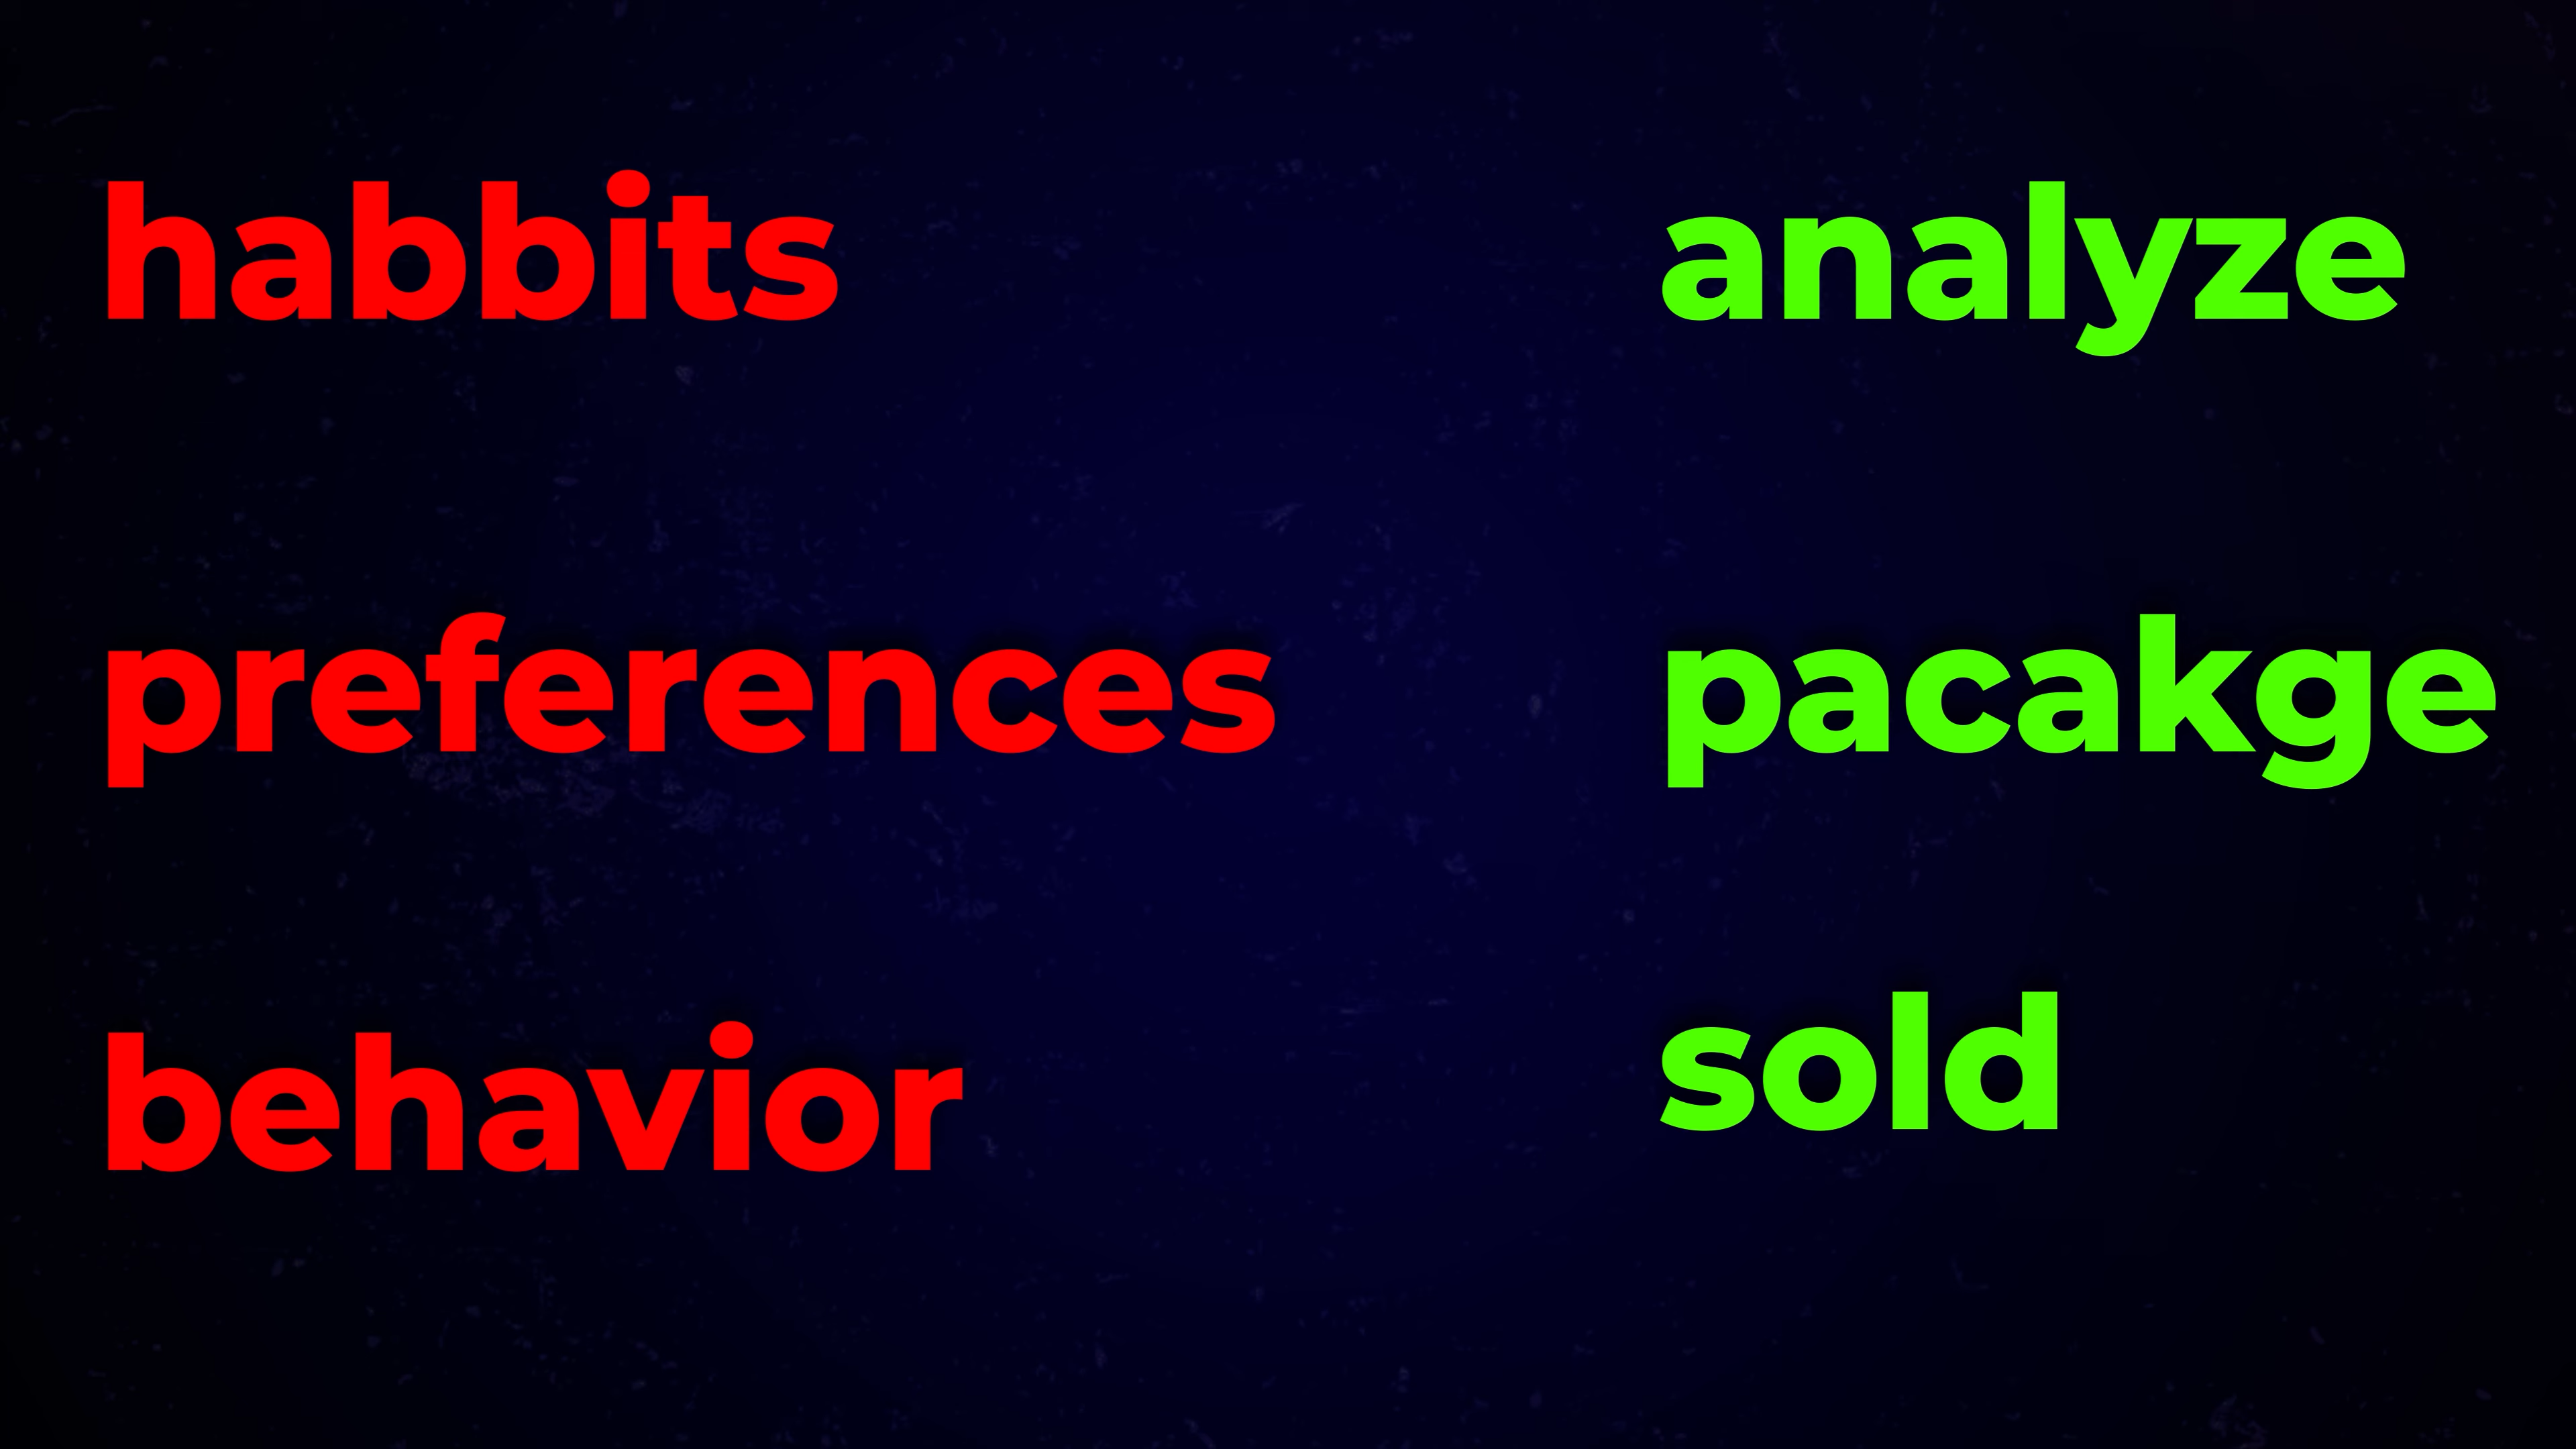 habbits
preferences
behavior
analyze
pacakge
sold